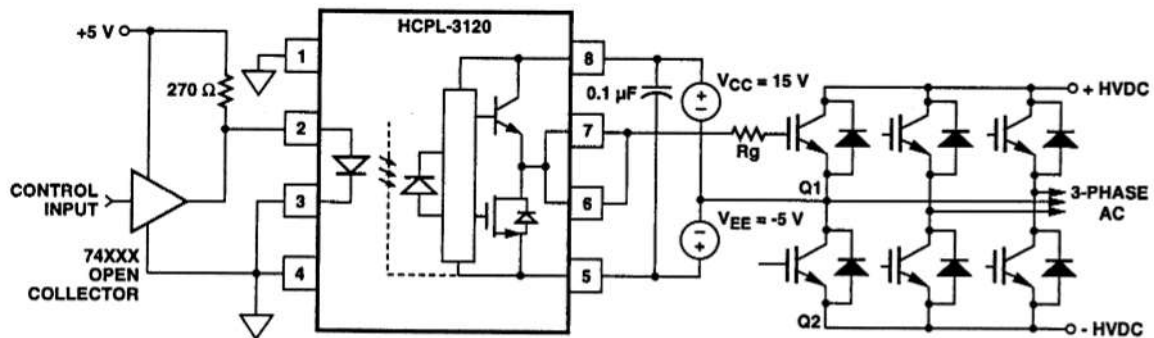 HCPL-3120
+5 V
270 Ω
1
2
3
4
CONTROL
INPUT
74XXX
OPEN
COLLECTOR
8
7
6
5
0.1 µF
VCC = 15 V
+
−
Rg
VEE = -5 V
−
+
+ HVDC
Q1
3-PHASE
AC
Q2
- HVDC